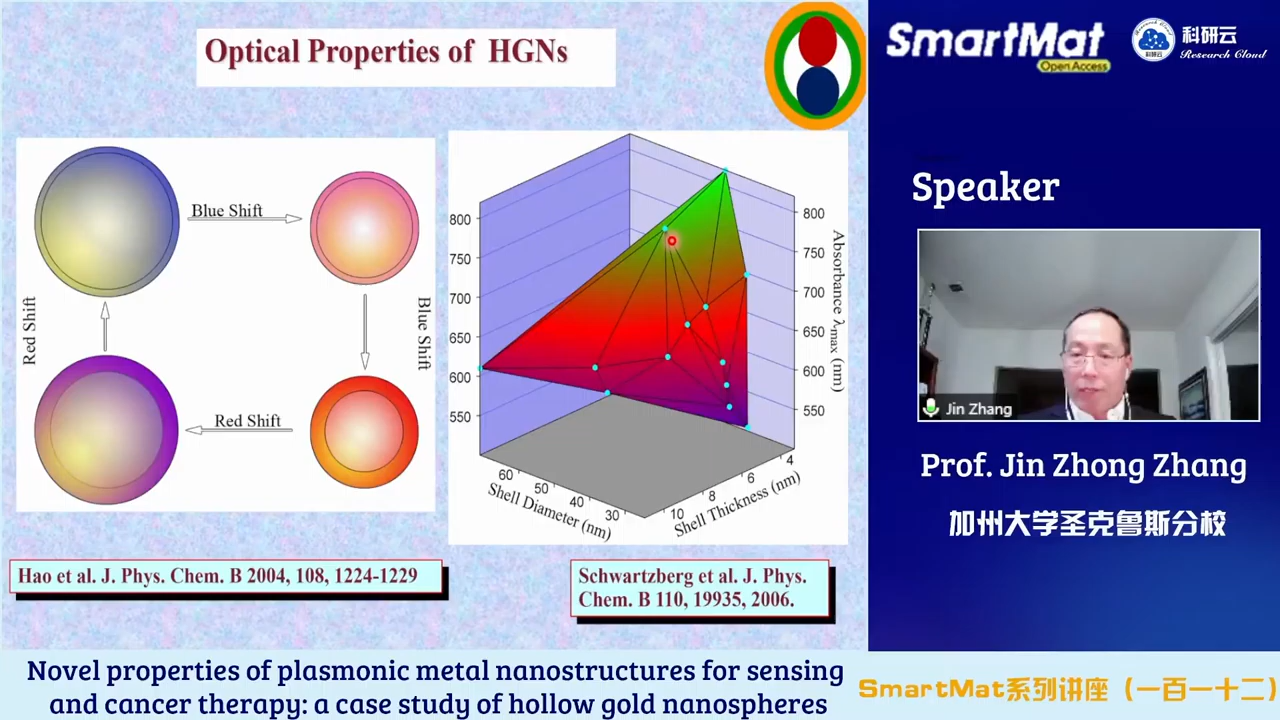 Optical Properties of HGNs
Blue Shift
Red Shift
Blue Shift
Red Shift
800
750
700
650
600
550
800
750
700
650
600
550
Absorbance λmax (nm)
60
50
40
30
Shell Diameter (nm)
10
8
6
4
Shell Thickness (nm)
Hao et al. J. Phys. Chem. B 2004, 108, 1224-1229
Schwartzberg et al. J. Phys.
Chem. B 110, 19935, 2006.
Novel properties of plasmonic metal nanostructures for sensing
and cancer therapy: a case study of hollow gold nanospheres
SmartMat
Open Access
科研云
科研云
Research Cloud
Speaker
Jin Zhang
Prof. Jin Zhong Zhang
加州大学圣克鲁斯分校
SmartMat系列讲座（一百一十二）